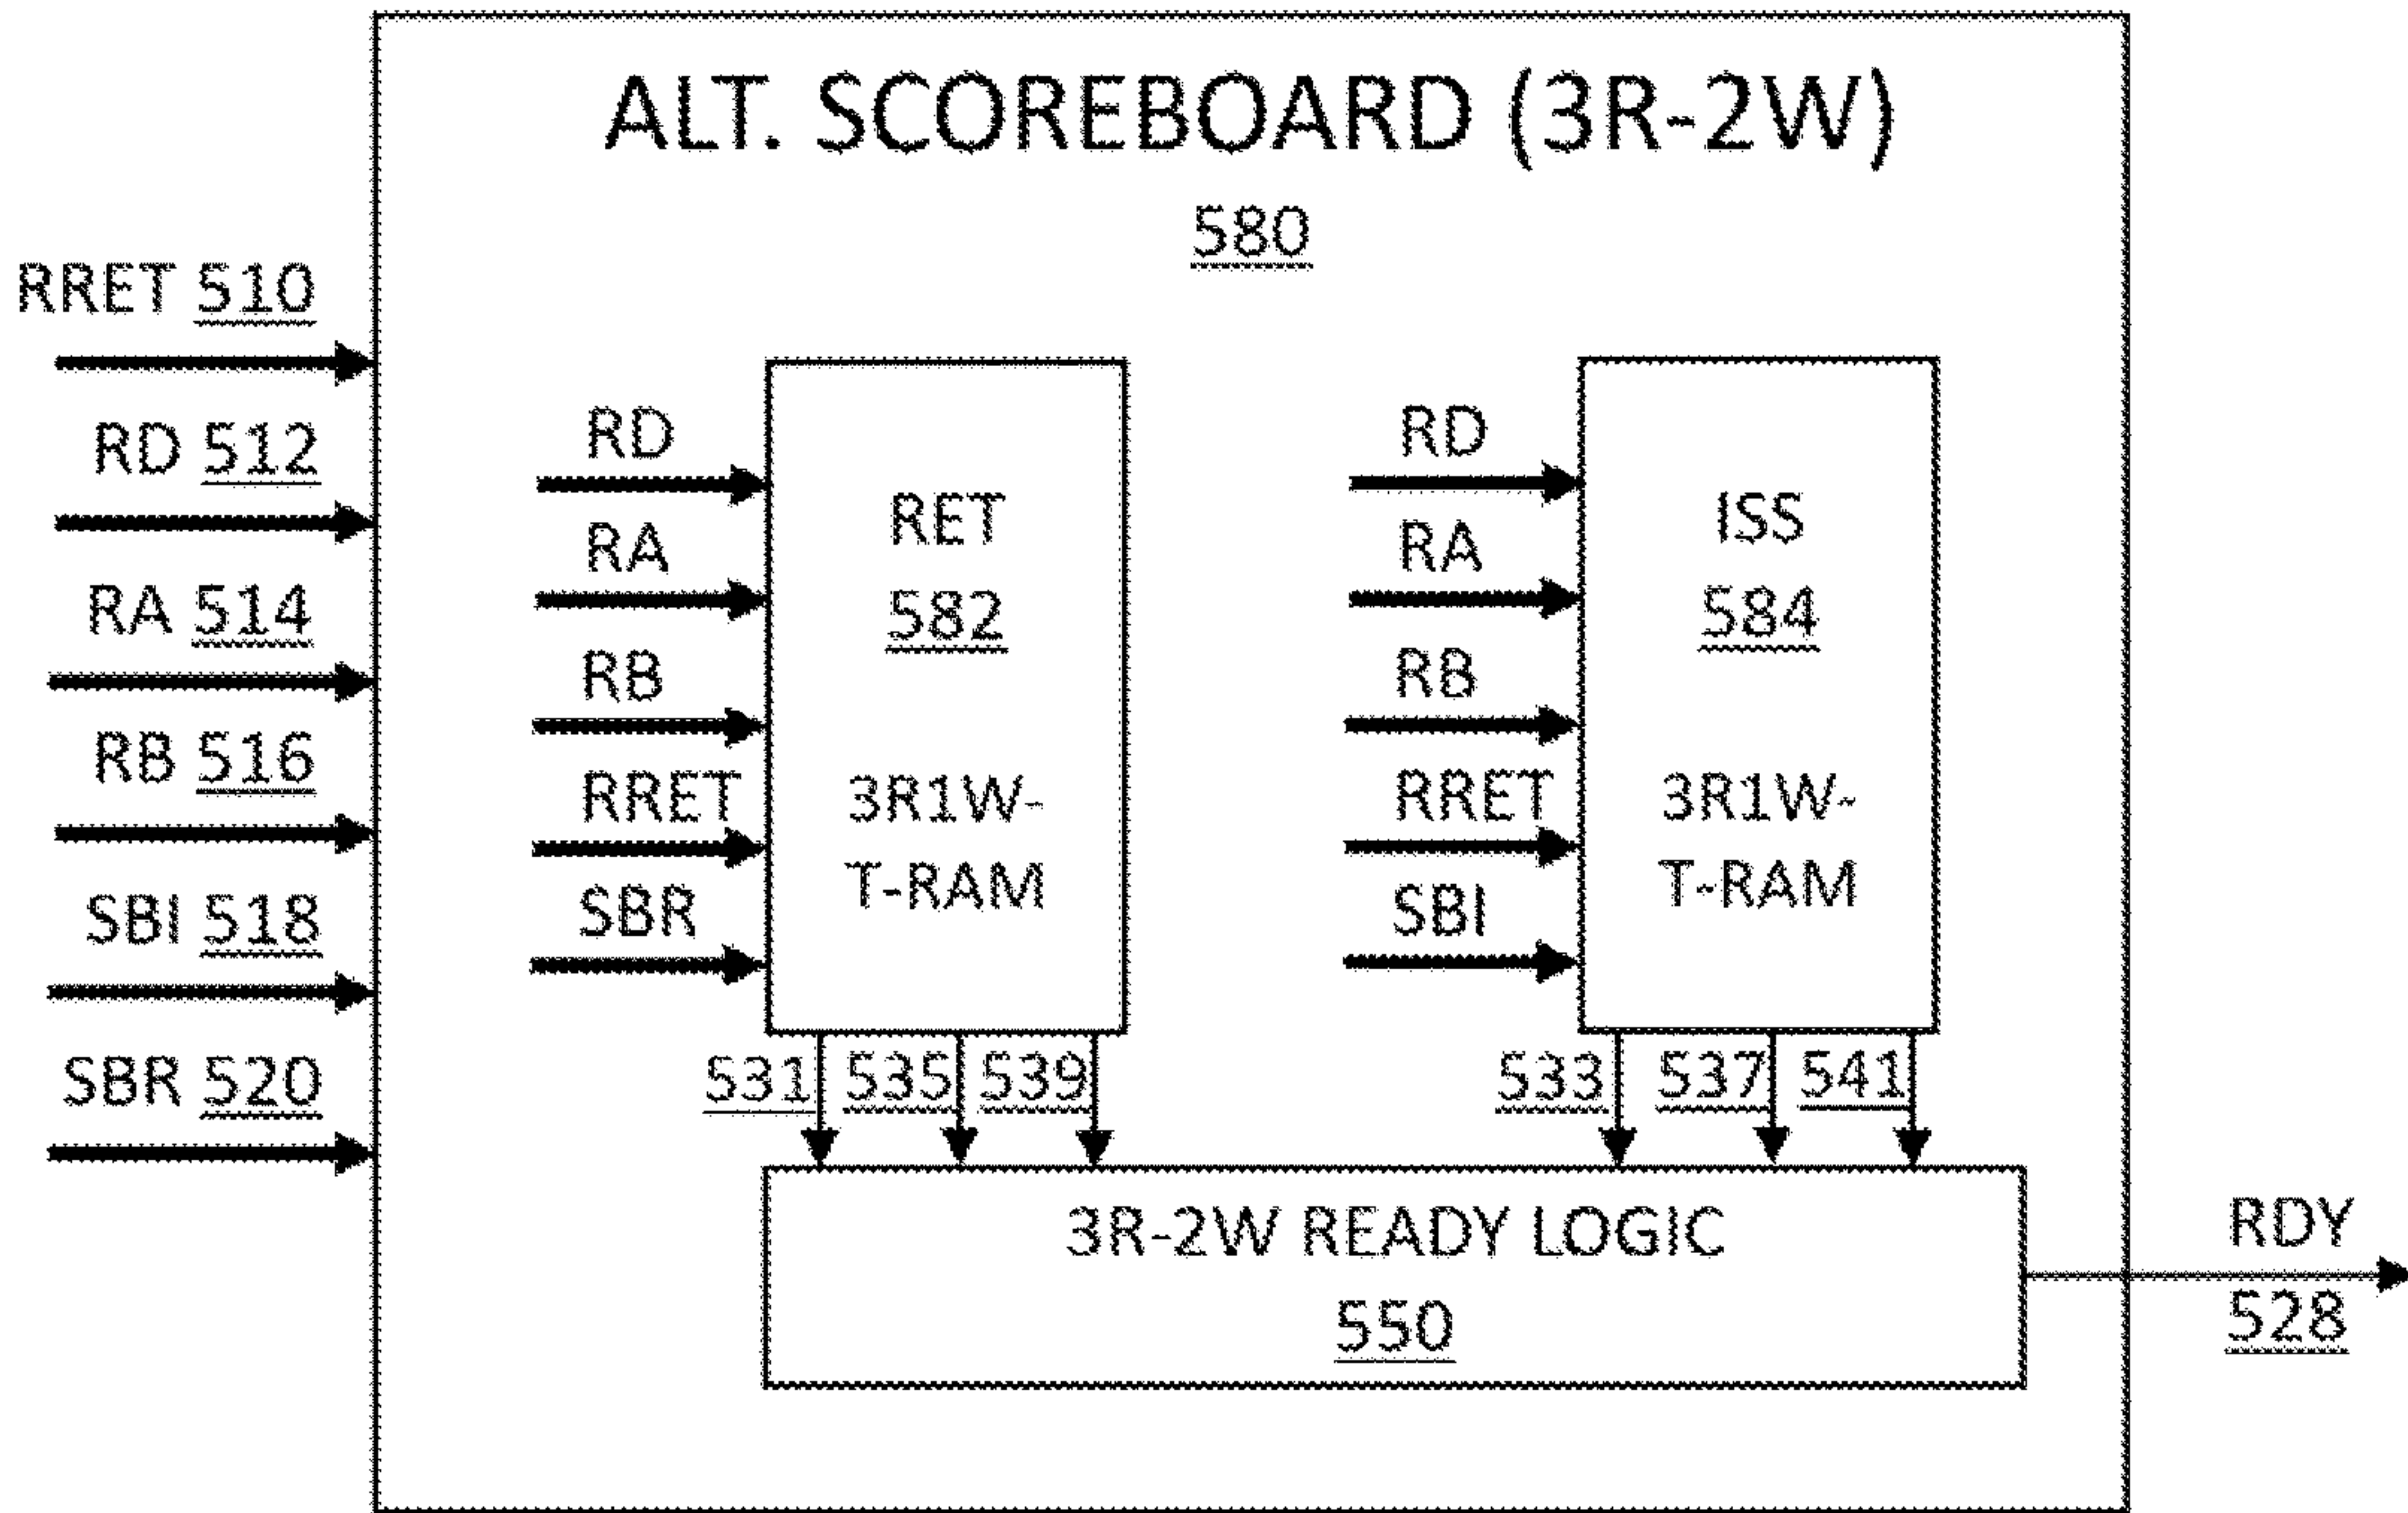 ALT. SCOREBOARD (3R-2W)
580
RRET 510
RD 512
RA 514
RB 516
SBI 518
SBR 520
RD
RA
RB
RRET
SBR
RET
582
3R1W-
T-RAM
RD
RA
RB
RRET
SBI
ISS
584
3R1W-
T-RAM
531 535 539
533 537 541
3R-2W READY LOGIC
550
RDY
528